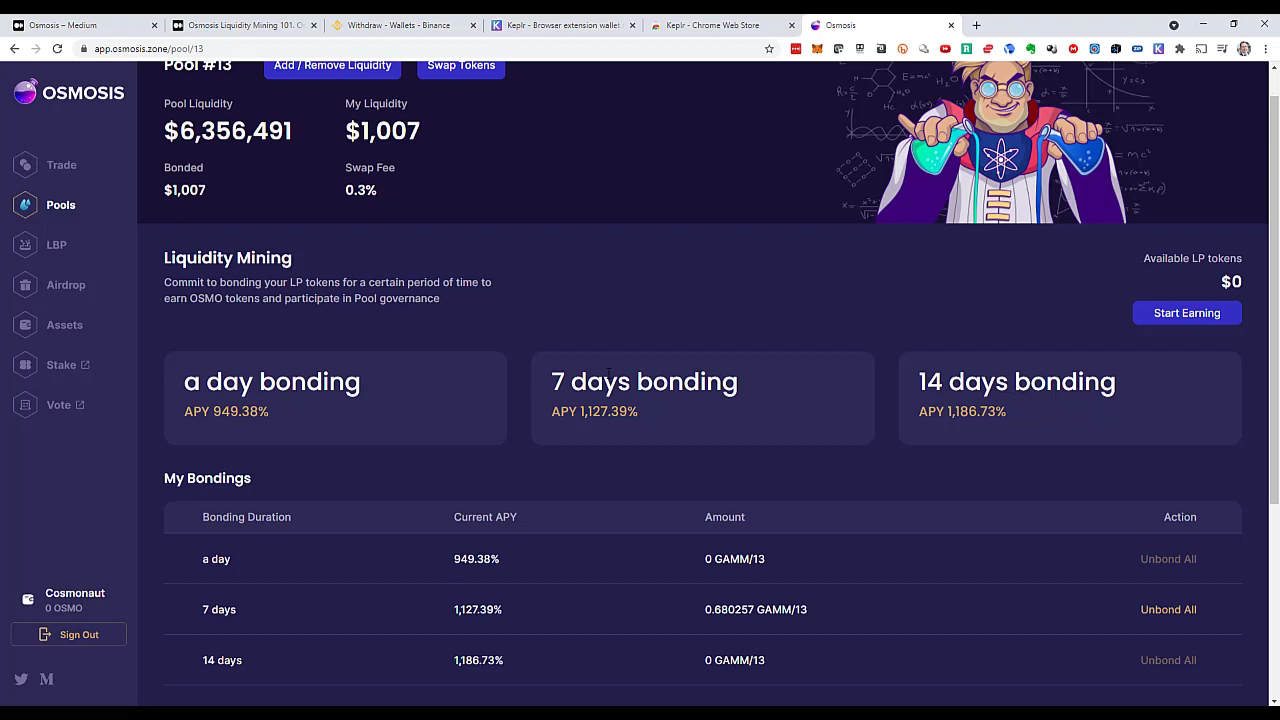 Osmosis – Medium
Osmosis Liquidity Mining 101. O
Withdraw - Wallets - Binance
Keplr - Browser extension wallet
Keplr - Chrome Web Store
Osmosis
app.osmosis.zone/pool/13
OSMOSIS
Trade
Pools
LBP
Airdrop
Assets
Stake
Vote
Cosmonaut
0 OSMO
Sign Out
Pool #13
Add / Remove Liquidity
Swap Tokens
Pool Liquidity
My Liquidity
$6,356,491
$1,007
Bonded
Swap Fee
$1,007
0.3%
Liquidity Mining
Commit to bonding your LP tokens for a certain period of time to
earn OSMO tokens and participate in Pool governance
Available LP tokens
$0
Start Earning
a day bonding
APY 949.38%
7 days bonding
APY 1,127.39%
14 days bonding
APY 1,186.73%
My Bondings
Bonding Duration Current APY Amount Action
a day 949.38% 0 GAMM/13 Unbond All
7 days 1,127.39% 0.680257 GAMM/13 Unbond All
14 days 1,186.73% 0 GAMM/13 Unbond All